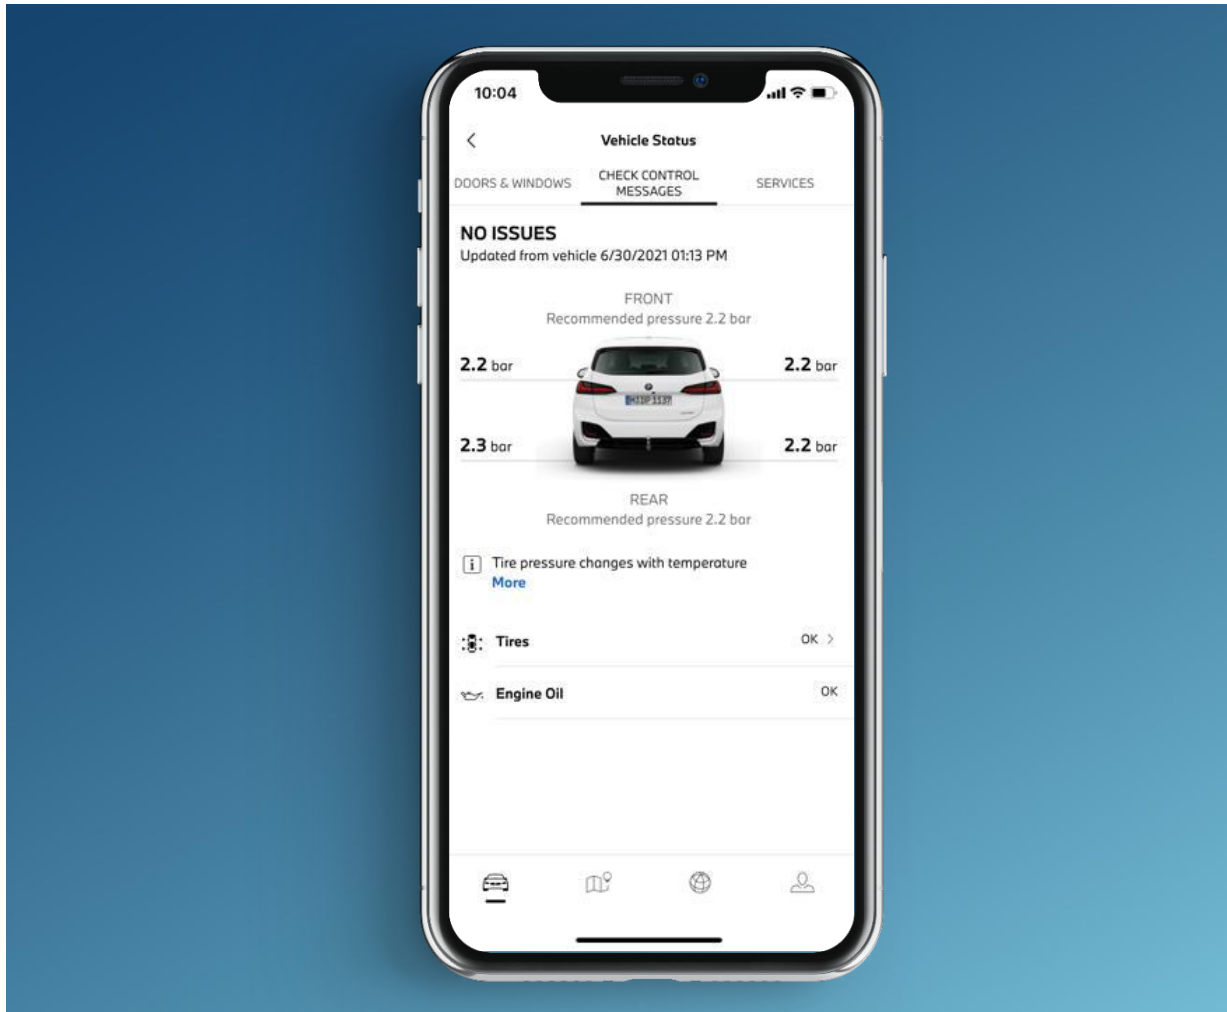 10:04
Vehicle Status
DOORS & WINDOWS
CHECK CONTROL
MESSAGES
SERVICES
NO ISSUES
Updated from vehicle 6/30/2021 01:13 PM
FRONT
Recommended pressure 2.2 bar
2.2 bar
2.2 bar
2.3 bar
2.2 bar
REAR
Recommended pressure 2.2 bar
i
Tire pressure changes with temperature
More
Tires
OK
Engine Oil
OK